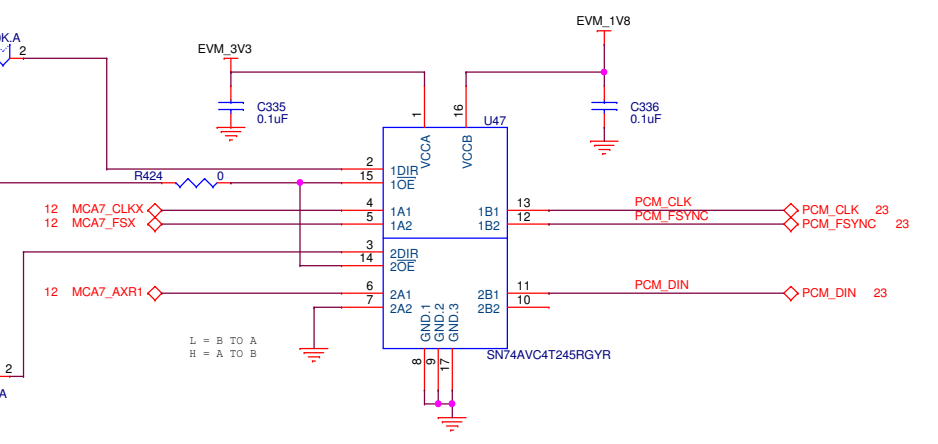 EVM_1V8
0K.A
2
EVM_3V3
C335
0.1uF
C336
0.1uF
1
16
U47
VCCA
VCCB
2
1DIR
R424
0
15
1OE
12
MCA7_CLKX
4
1A1
1B1
13
PCM_CLK
PCM_CLK
23
12
MCA7_FSX
5
1A2
1B2
12
PCM_FSYNC
PCM_FSYNC
23
3
2DIR
14
2OE
12
MCA7_AXR1
6
2A1
2B1
11
PCM_DIN
PCM_DIN
23
7
2A2
2B2
10
GND.1
GND.2
GND.3
L = B TO A
H = A TO B
SN74AVC4T245RGYR
8
9
17
2
A